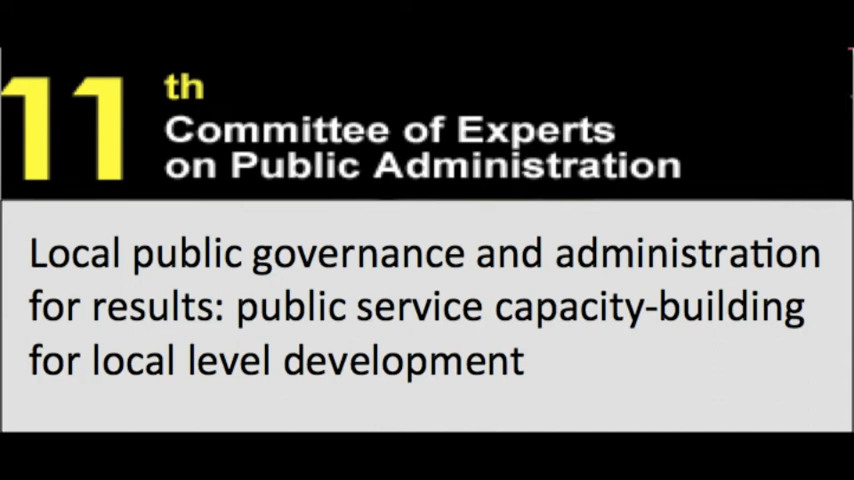 11th
Committee of Experts
on Public Administration
Local public governance and administration
for results: public service capacity-building
for local level development